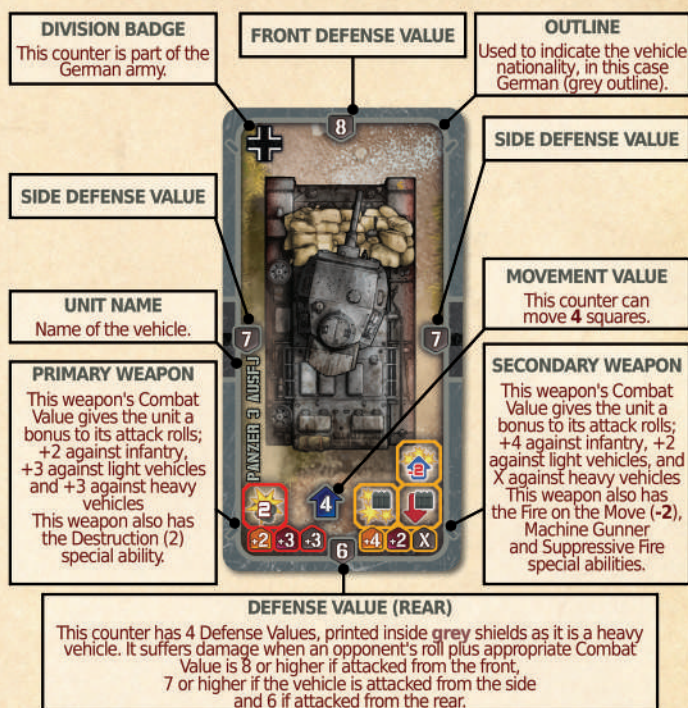 DIVISION BADGE
This counter is part of the
German army.
FRONT DEFENSE VALUE
OUTLINE
Used to indicate the vehicle
nationality, in this case
German (grey outline).
8
SIDE DEFENSE VALUE
SIDE DEFENSE VALUE
UNIT NAME
Name of the vehicle.
7
7
MOVEMENT VALUE
This counter can
move 4 squares.
PRIMARY WEAPON
This weapon's Combat
Value gives the unit a
bonus to its attack rolls;
+2 against infantry,
+3 against light vehicles
and +3 against heavy
vehicles
This weapon also has
the Destruction (2)
special ability.
PANZER 3 AUSFJ
SECONDARY WEAPON
This weapon's Combat
Value gives the unit a
bonus to its attack rolls;
+4 against infantry, +2
against light vehicles, and
X against heavy vehicles
This weapon also has
the Fire on the Move (-2),
Machine Gunner
and Suppressive Fire
special abilities.
-2
2
4
+2 +3 +3
6
+4 +2 X
DEFENSE VALUE (REAR)
This counter has 4 Defense Values, printed inside grey shields as it is a heavy
vehicle. It suffers damage when an opponent's roll plus appropriate Combat
Value is 8 or higher if attacked from the front,
7 or higher if the vehicle is attacked from the side
and 6 if attacked from the rear.